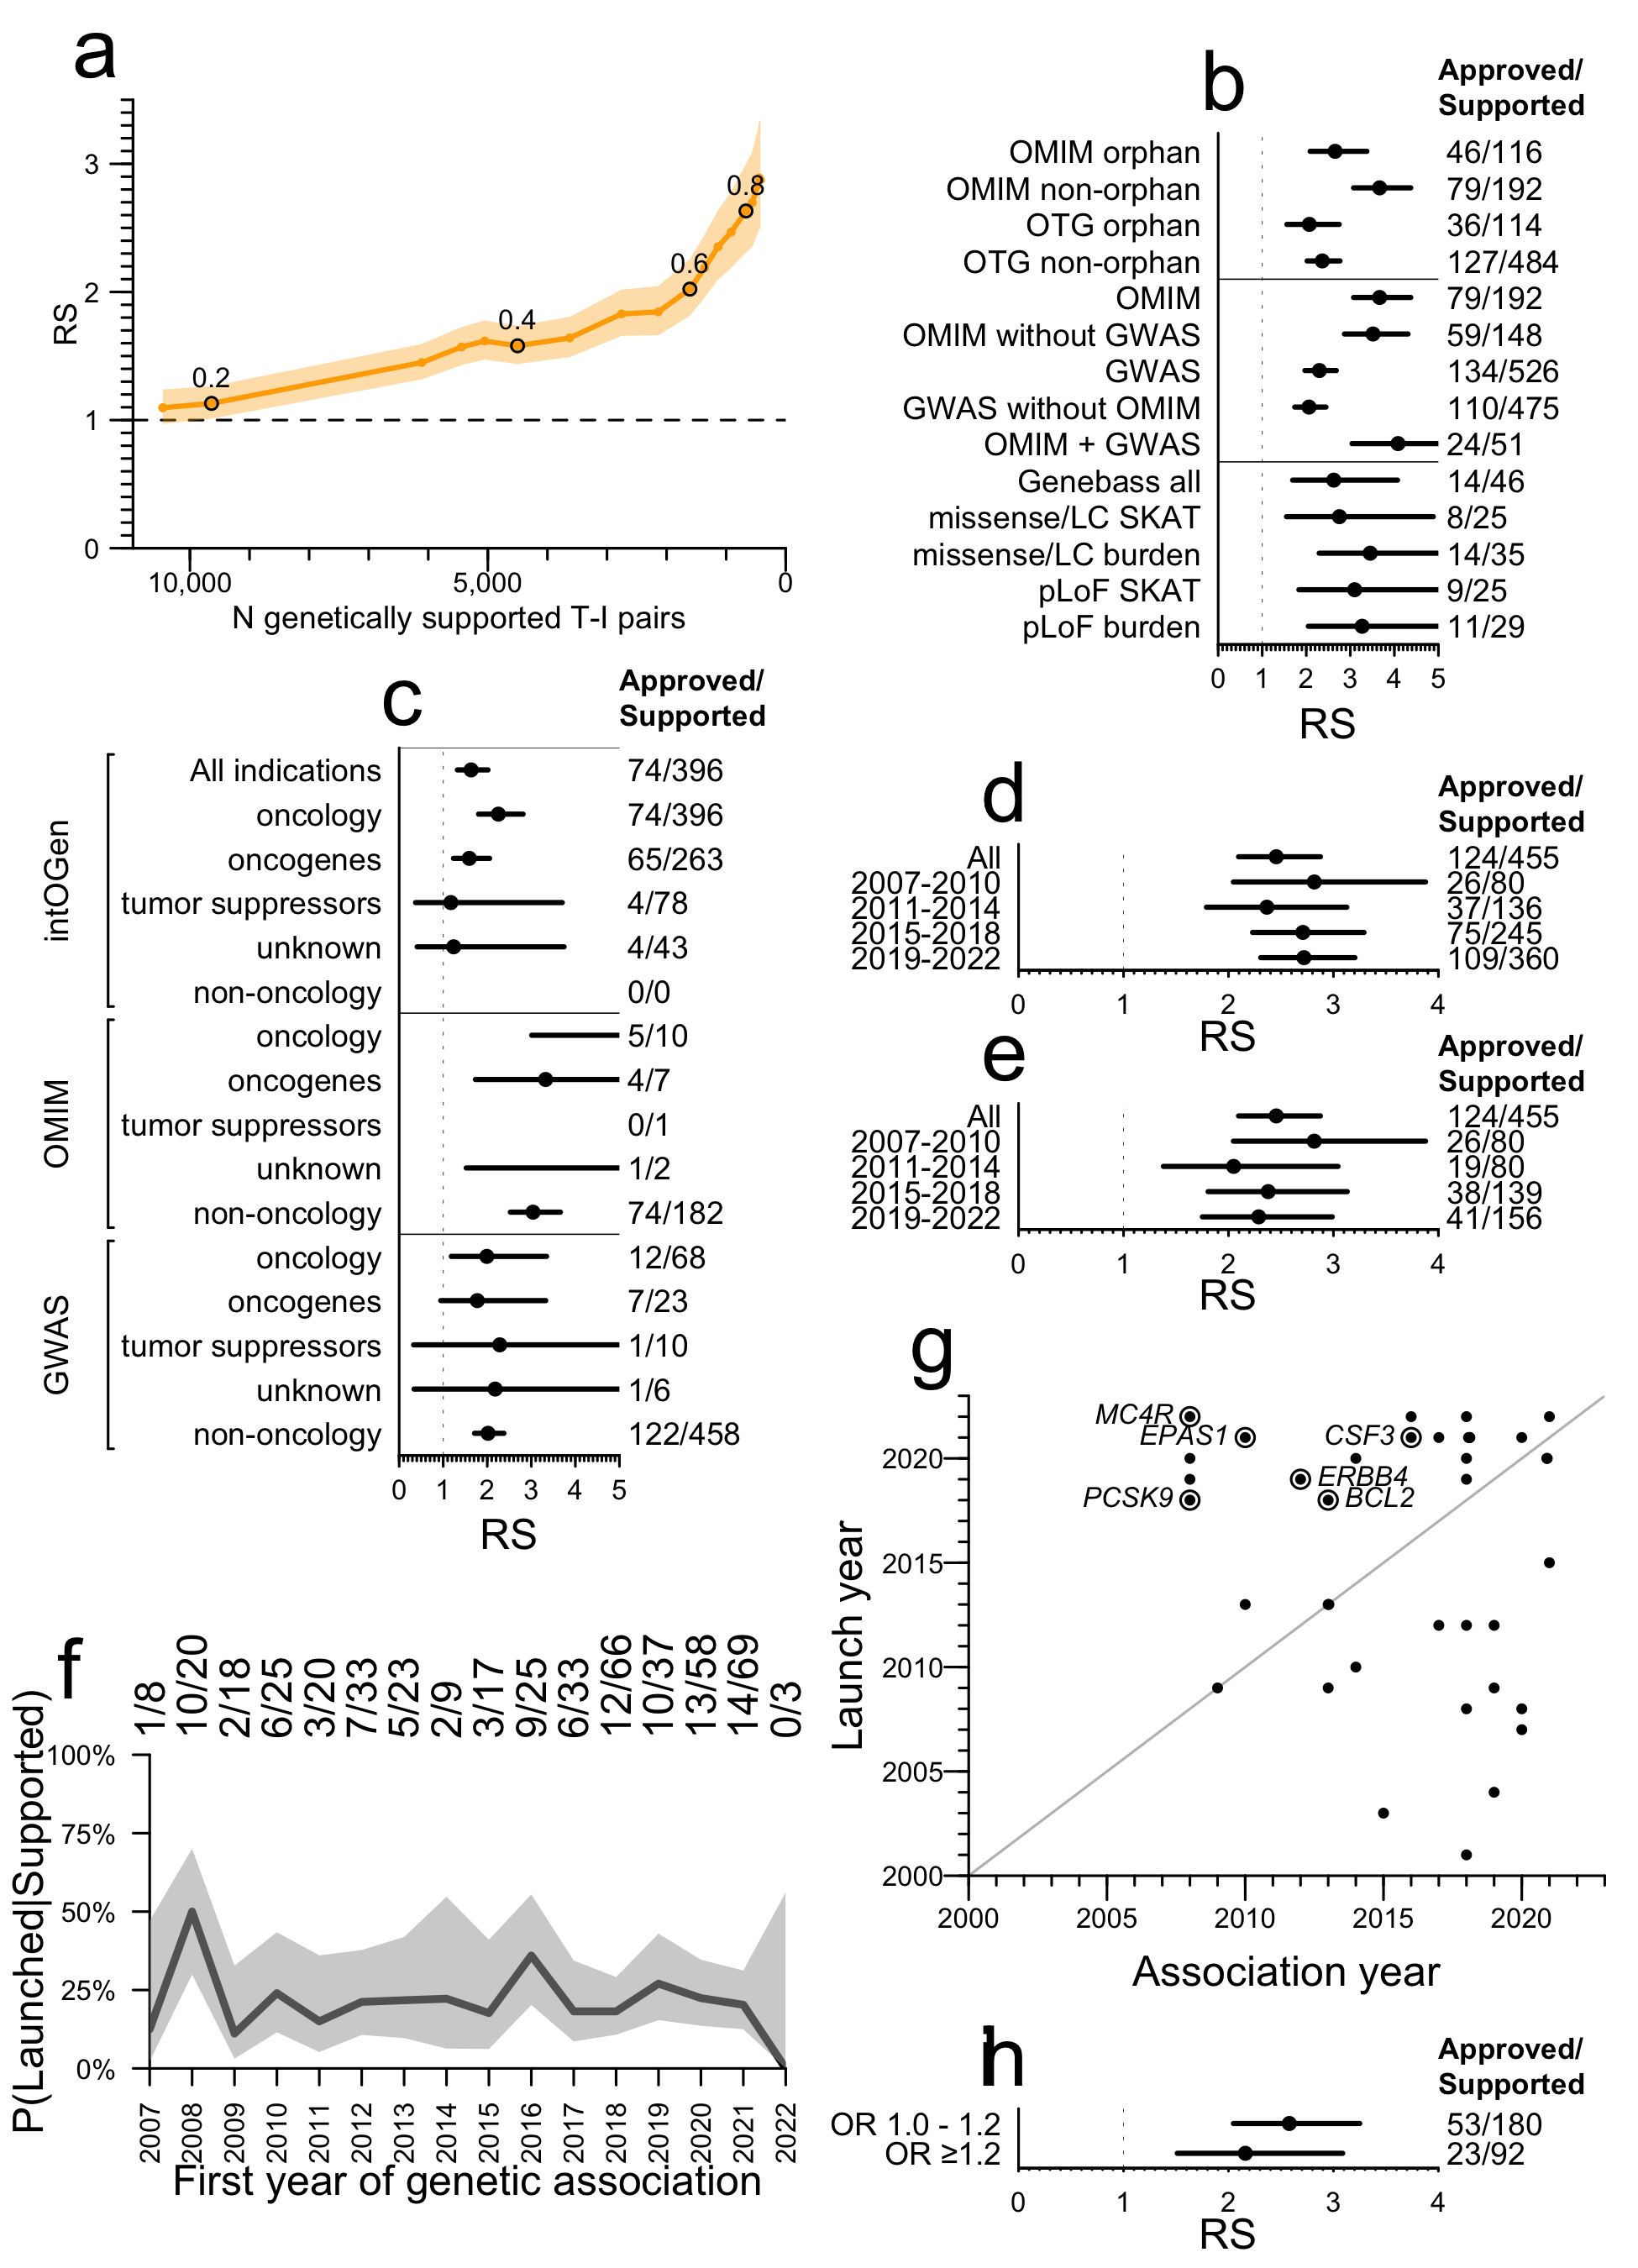 a
RS
3
2
1
0
0.2
0.4
0.6
0.8
10,000 5,000 0
N genetically supported T-I pairs
b
Approved/
Supported
OMIM orphan 46/116
OMIM non-orphan 79/192
OTG orphan 36/114
OTG non-orphan 127/484
OMIM 79/192
OMIM without GWAS 59/148
GWAS 134/526
GWAS without OMIM 110/475
OMIM + GWAS 24/51
Genebass all 14/46
missense/LC SKAT 8/25
missense/LC burden 14/35
pLoF SKAT 9/25
pLoF burden 11/29
0 1 2 3 4 5
RS
c
Approved/
Supported
intOGen
All indications 74/396
oncology 74/396
oncogenes 65/263
tumor suppressors 4/78
unknown 4/43
non-oncology 0/0
OMIM
oncology 5/10
oncogenes 4/7
tumor suppressors 0/1
unknown 1/2
non-oncology 74/182
GWAS
oncology 12/68
oncogenes 7/23
tumor suppressors 1/10
unknown 1/6
non-oncology 122/458
0 1 2 3 4 5
RS
d
Approved/
Supported
All 124/455
2007-2010 26/80
2011-2014 37/136
2015-2018 75/245
2019-2022 109/360
0 1 2 3 4
RS
e
Approved/
Supported
All 124/455
2007-2010 26/80
2011-2014 19/80
2015-2018 38/139
2019-2022 41/156
0 1 2 3 4
RS
f
1/8 10/20 2/18 6/25 3/20 7/33 5/23 2/9 3/17 9/25 6/33 12/66 10/37 13/58 14/69 0/3
P(Launched|Supported)
100%
75%
50%
25%
0%
2007 2008 2009 2010 2011 2012 2013 2014 2015 2016 2017 2018 2019 2020 2021 2022
First year of genetic association
g
Launch year
MC4R
EPAS1
CSF3
ERBB4
PCSK9
BCL2
2020
2015
2010
2005
2000
2000 2005 2010 2015 2020
Association year
h
Approved/
Supported
OR 1.0 - 1.2 53/180
OR ≥1.2 23/92
0 1 2 3 4
RS